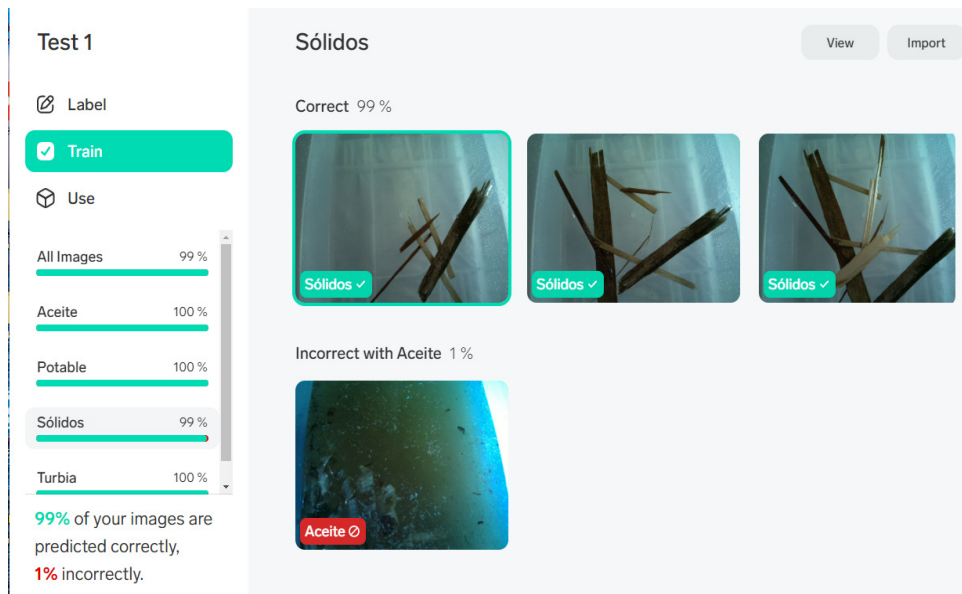 Test 1
Label
Train
Use
All Images 99 %
Aceite 100 %
Potable 100 %
Sólidos 99 %
Turbia 100 %
99% of your images are
predicted correctly,
1% incorrectly.
Sólidos
View
Import
Correct 99 %
Sólidos
Sólidos
Sólidos
Incorrect with Aceite 1 %
Aceite